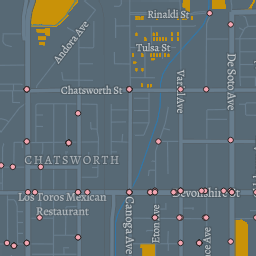 Rinaldi St
Andora Ave
Tulsa St
De Soto Ave
Chatsworth St
Variel Ave
CHATSWORTH
Los Toros Mexican
Restaurant
Devonshire St
Canoga Ave
Eton Ave
Ave